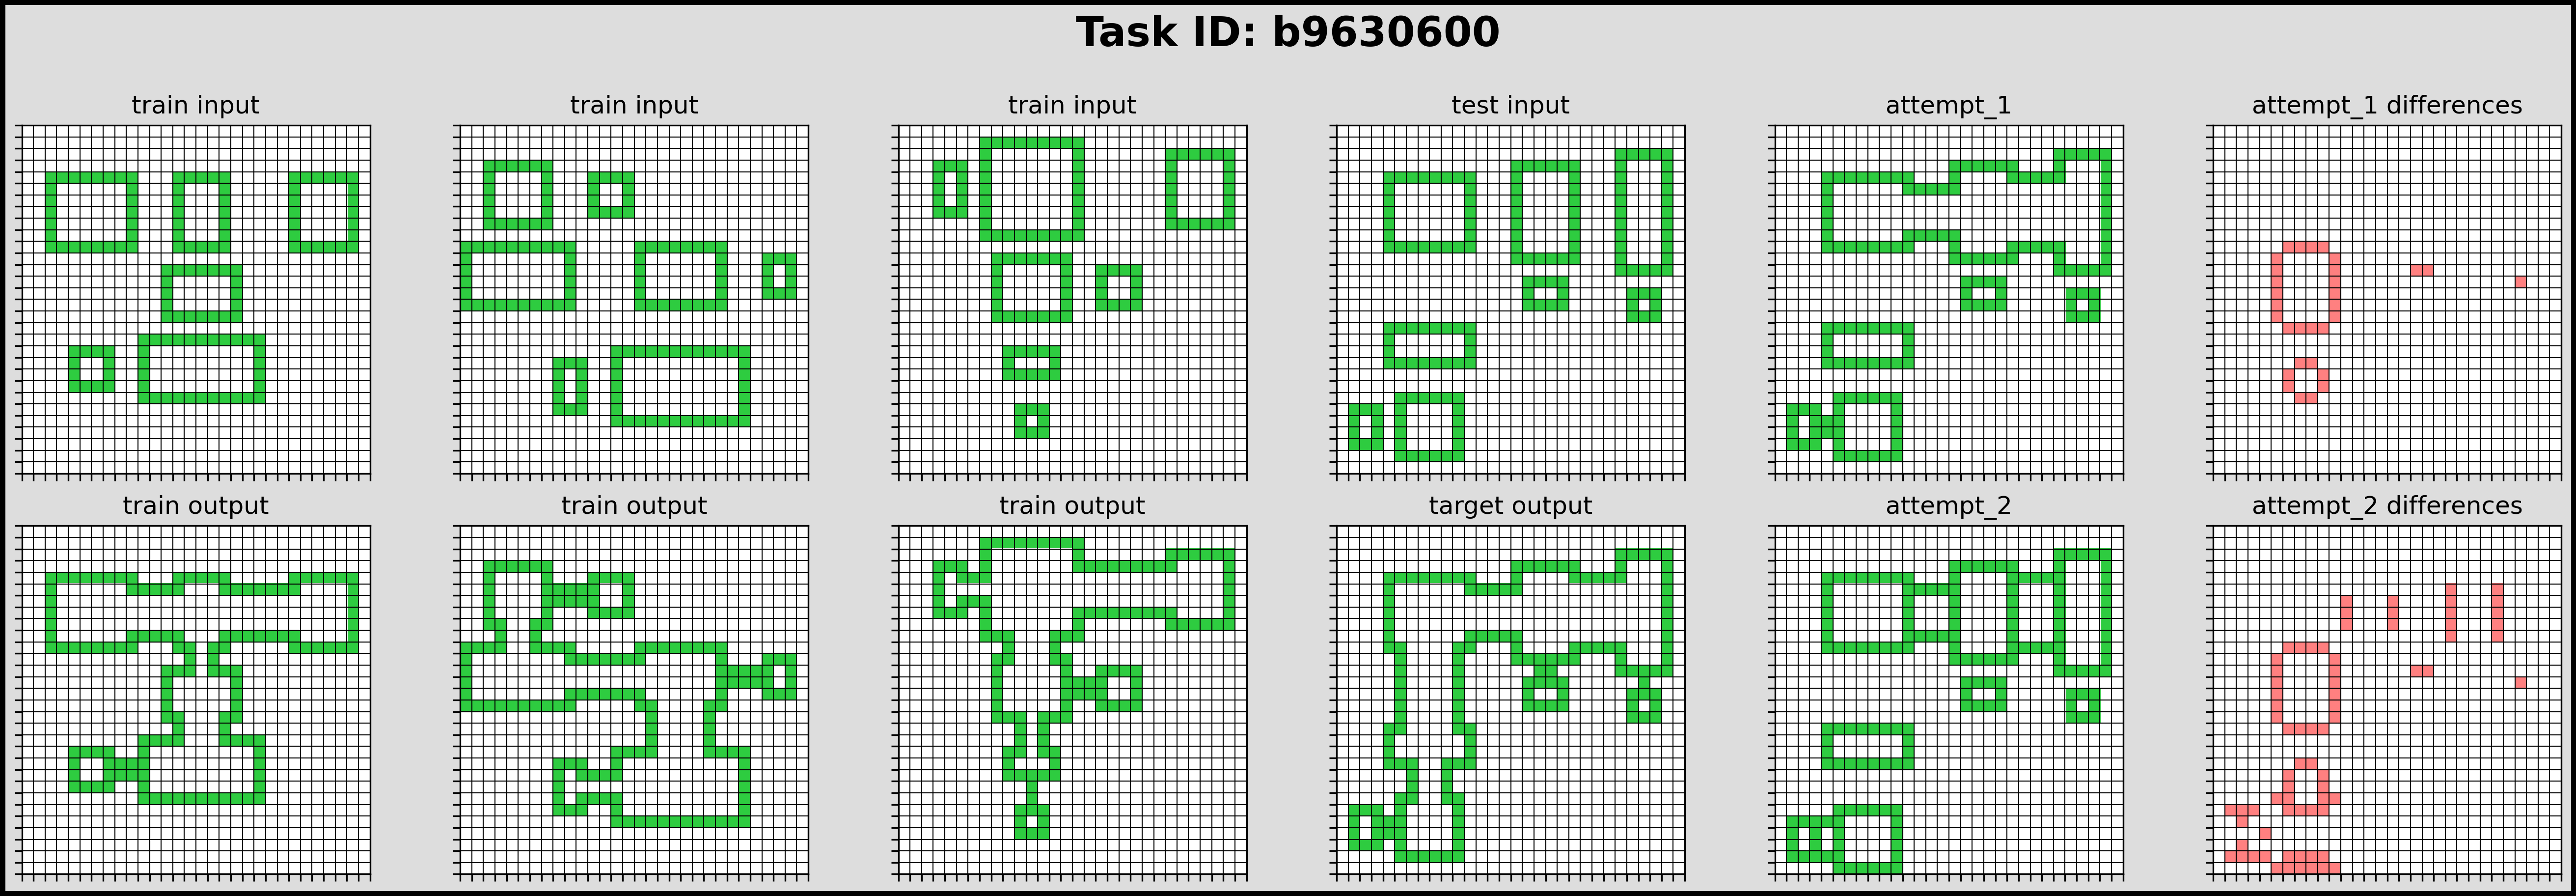 Task ID: b9630600
train input
train input
train input
test input
attempt_1
attempt_1 differences
train output
train output
train output
target output
attempt_2
attempt_2 differences